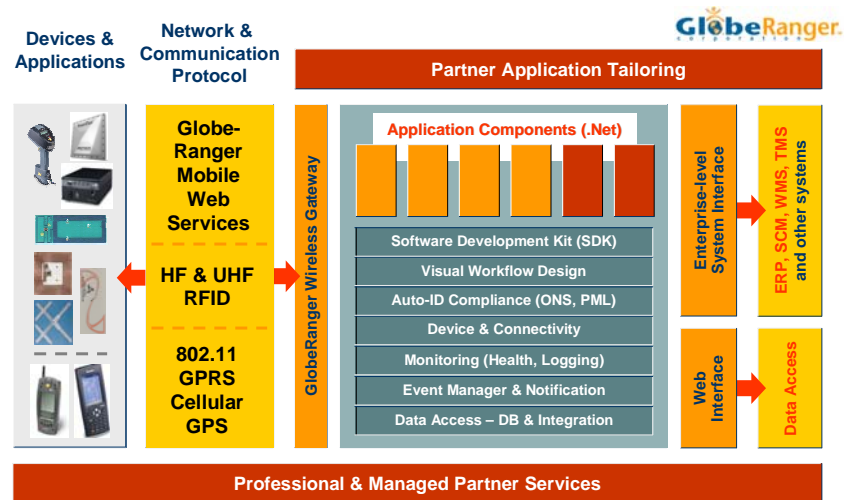 GlobeRanger.
corporation
Devices &
Applications
Network &
Communication
Protocol
Partner Application Tailoring
Globe-
Ranger
Mobile
Web
Services
HF & UHF
RFID
802.11
GPRS
Cellular
GPS
GlobeRanger Wireless Gateway
Application Components (.Net)
Software Development Kit (SDK)
Visual Workflow Design
Auto-ID Compliance (ONS, PML)
Device & Connectivity
Monitoring (Health, Logging)
Event Manager & Notification
Data Access – DB & Integration
Enterprise-level
System Interface
ERP, SCM, WMS, TMS
and other systems
Web
Interface
Data Access
Professional & Managed Partner Services